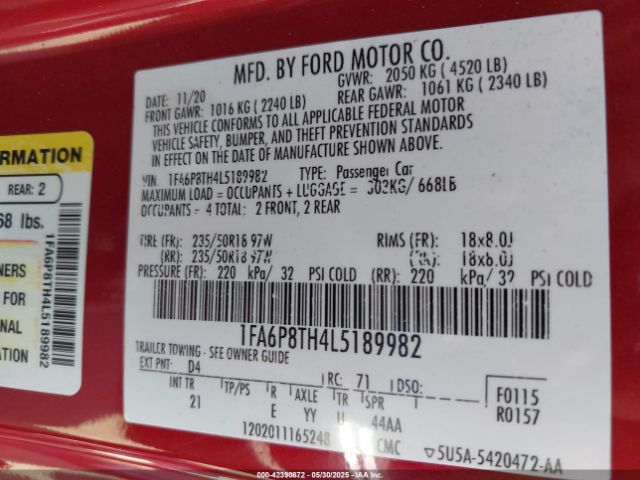 MFD. BY FORD MOTOR CO.
DATE: 11/20 GVWR: 2050 KG ( 4520 LB)
FRONT GAWR: 1016 KG ( 2240 LB) REAR GAWR: 1061 KG ( 2340 LB)
THIS VEHICLE CONFORMS TO ALL APPLICABLE FEDERAL MOTOR
VEHICLE SAFETY, BUMPER, AND THEFT PREVENTION STANDARDS
IN EFFECT ON THE DATE OF MANUFACTURE SHOWN ABOVE.
VIN: 1FA6P8TH4L5189982 TYPE: Passenger Car
MAXIMUM LOAD = OCCUPANTS + LUGGAGE = 303KG/ 668LB
OCCUPANTS = 4 TOTAL: 2 FRONT, 2 REAR
TIRE (FR): 235/50R18 97W RIMS (FR): 18x8.0J
(RR): 235/50R18 97W (RR): 18x8.0J
PRESSURE (FR): 220 kPa/ 32 PSI COLD (RR): 220 kPa/ 32 PSI COLD
1FA6P8TH4L5189982
TRAILER TOWING - SEE OWNER GUIDE
EXT PNT: D4 RC: 71 DSO: F0115
INT TR TP/PS R AXLE TR SPR R0157
21 E YY U 44AA
1202011165248 CMC 5U5A-5420472-AA
ORMATION
REAR: 2
68 lbs.
NERS
FOR
NAL
1FA6P8TH4L5189982
IAA - 42390872 - 05/30/2025 - IAAI.COM